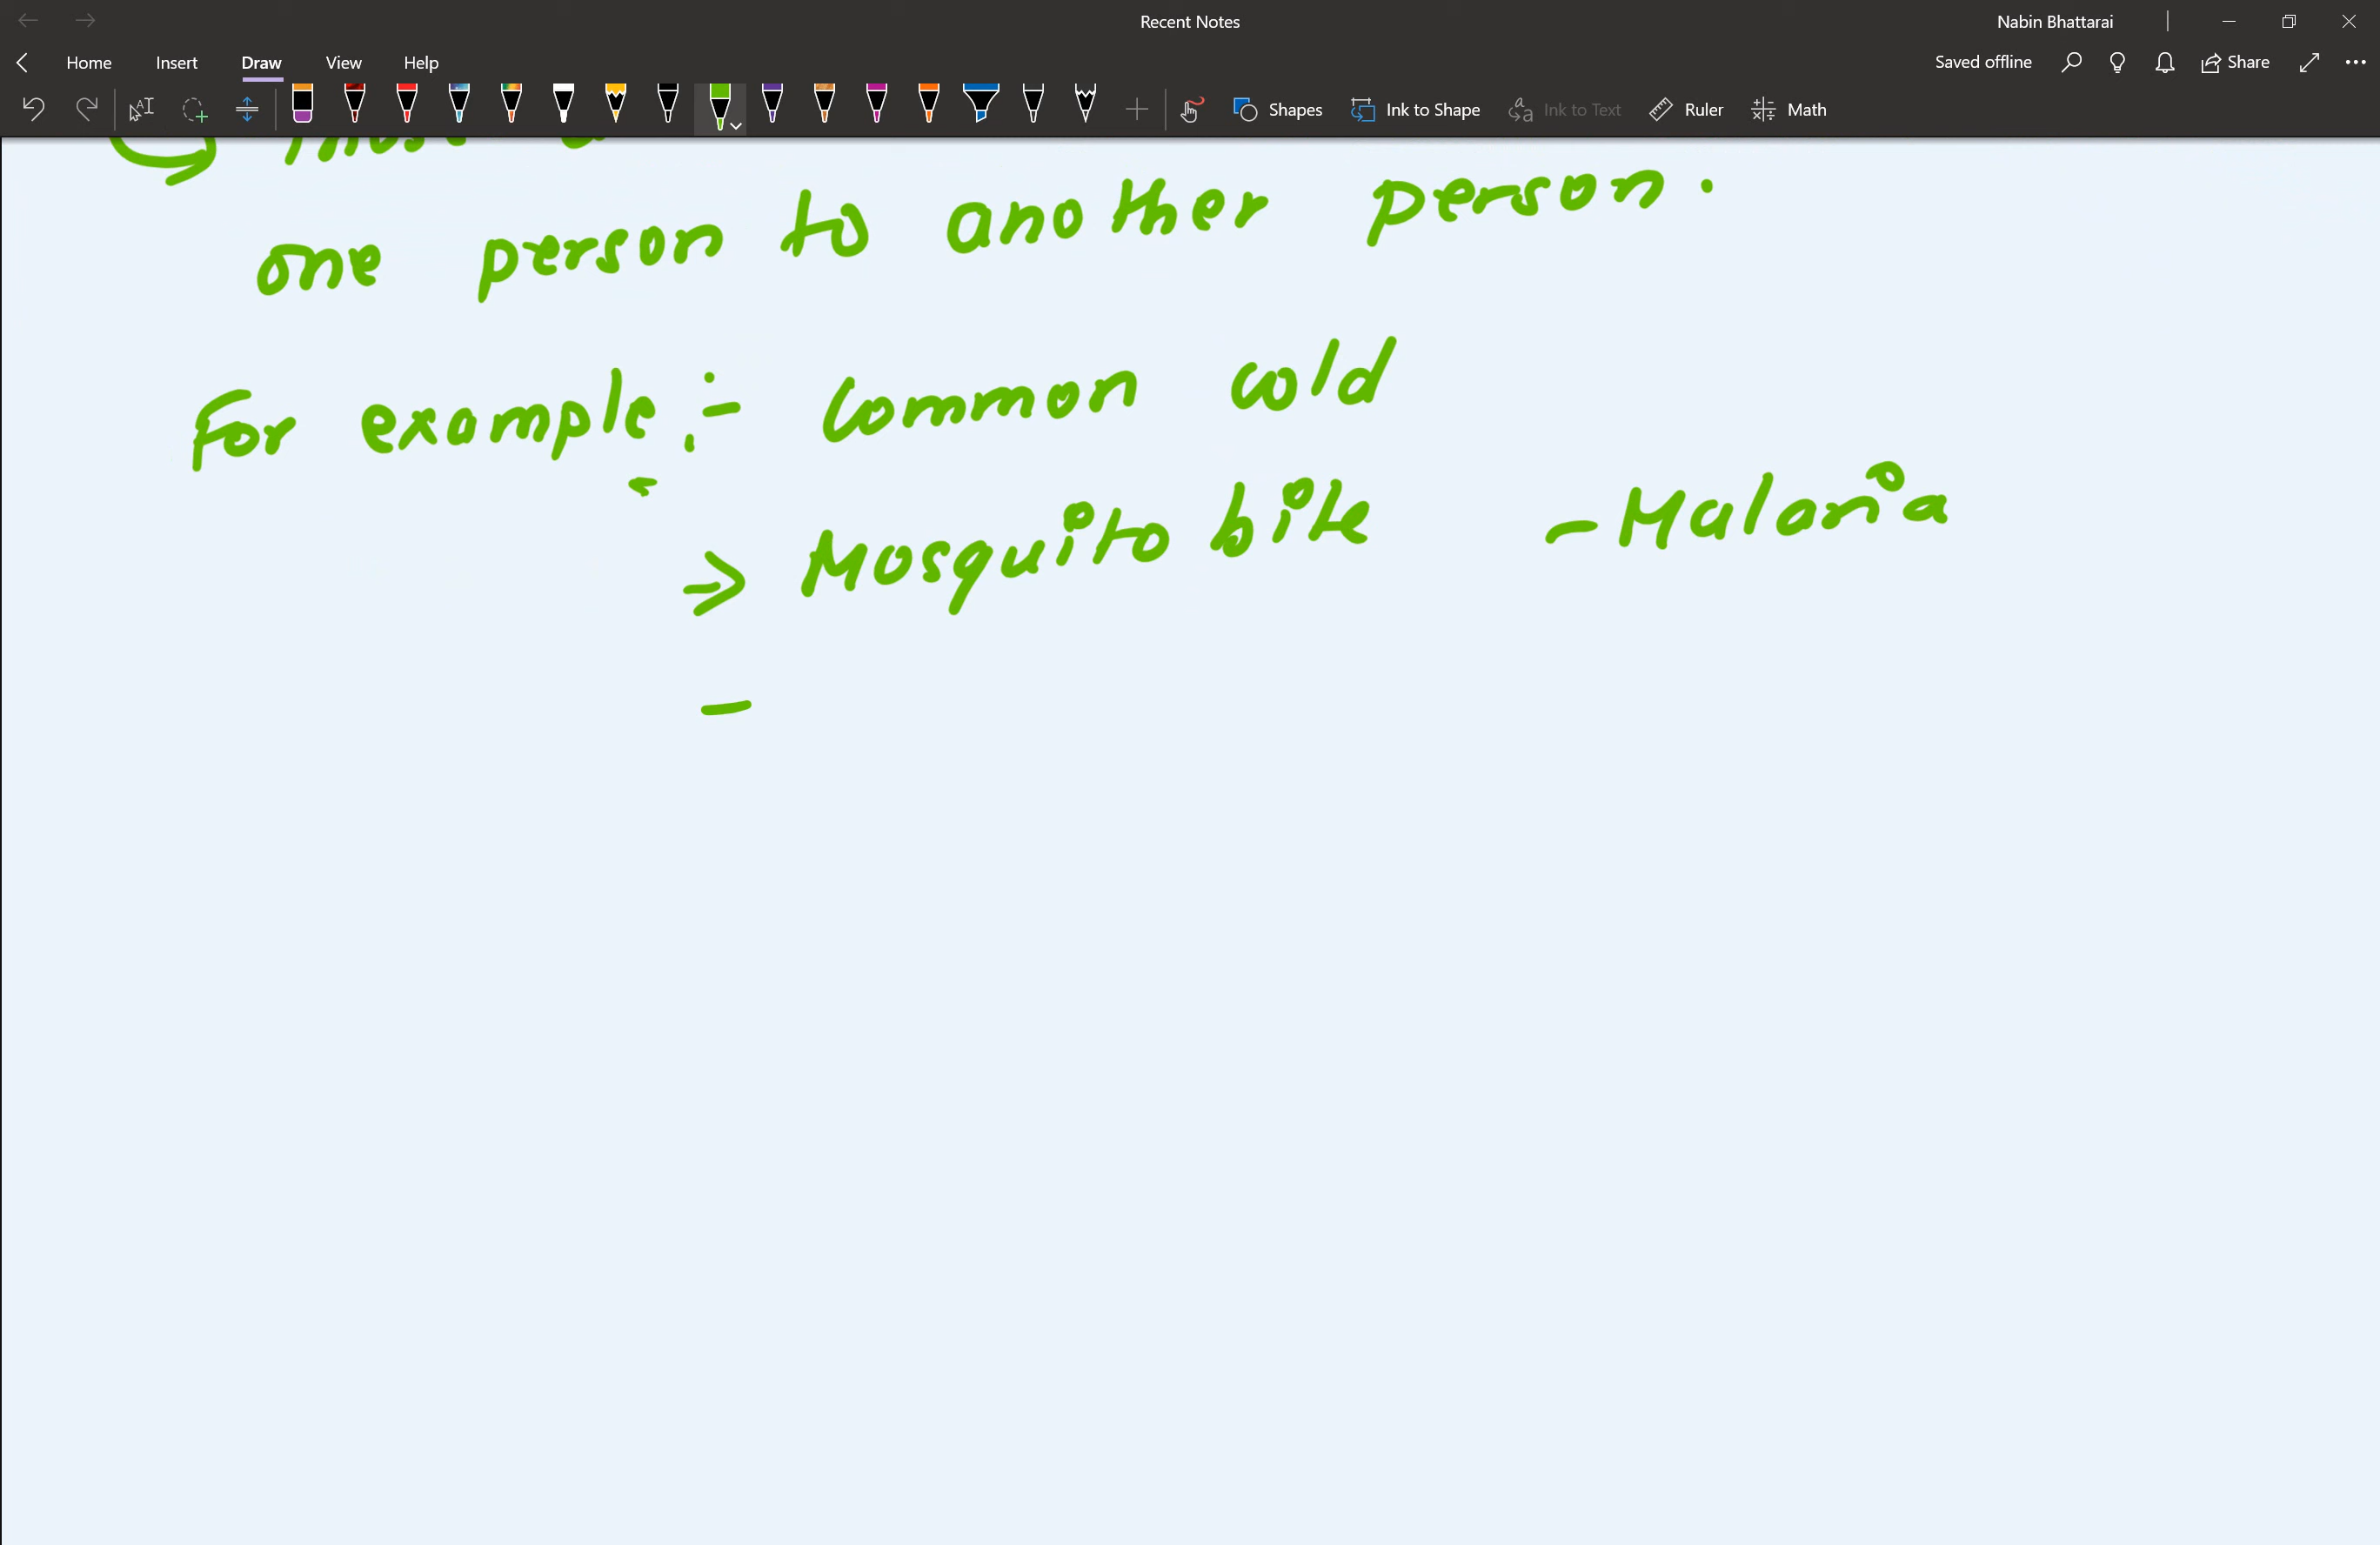 Recent Notes Nabin Bhattarai
Home Insert Draw View Help Saved offline Share
Shapes Ink to Shape Ink to Text Ruler Math
one person to another person.
For example :- Common cold
⇒ Mosquito bite - Malaria
-